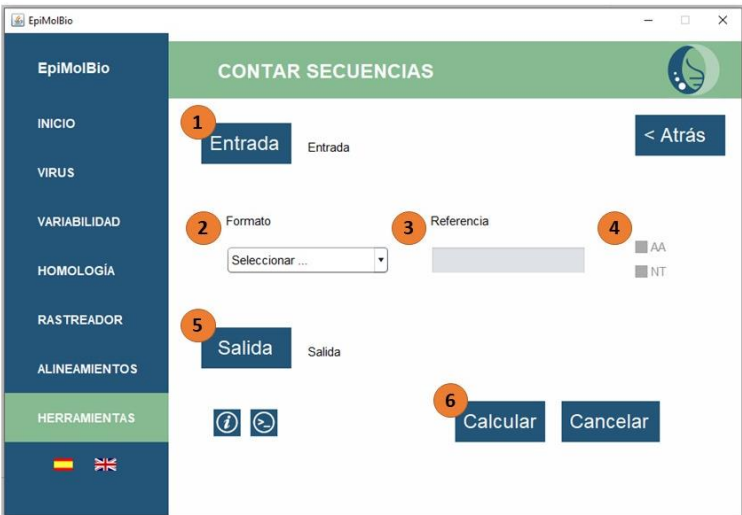 EpiMolBio
EpiMolBio
CONTAR SECUENCIAS
INICIO
VIRUS
VARIABILIDAD
HOMOLOGÍA
RASTREADOR
ALINEAMIENTOS
HERRAMIENTAS
1
Entrada
Entrada
< Atrás
2
Formato
Seleccionar ...
3
Referencia
4
AA
NT
5
Salida
Salida
6
Calcular
Cancelar